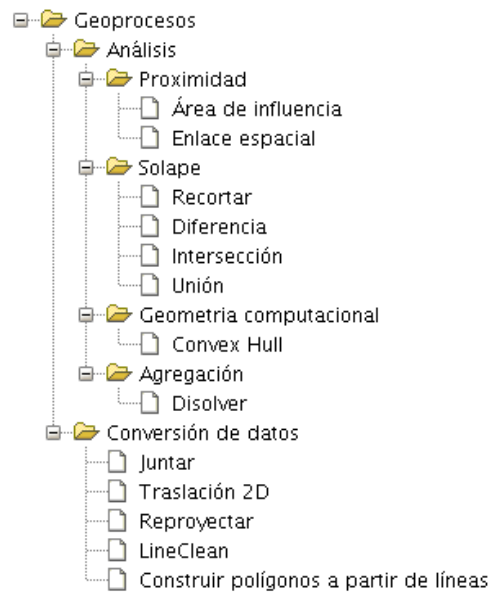 Geoprocesos
Análisis
Proximidad
Área de influencia
Enlace espacial
Solape
Recortar
Diferencia
Intersección
Unión
Geometria computacional
Convex Hull
Agregación
Disolver
Conversión de datos
Juntar
Traslación 2D
Reproyectar
LineClean
Construir polígonos a partir de líneas